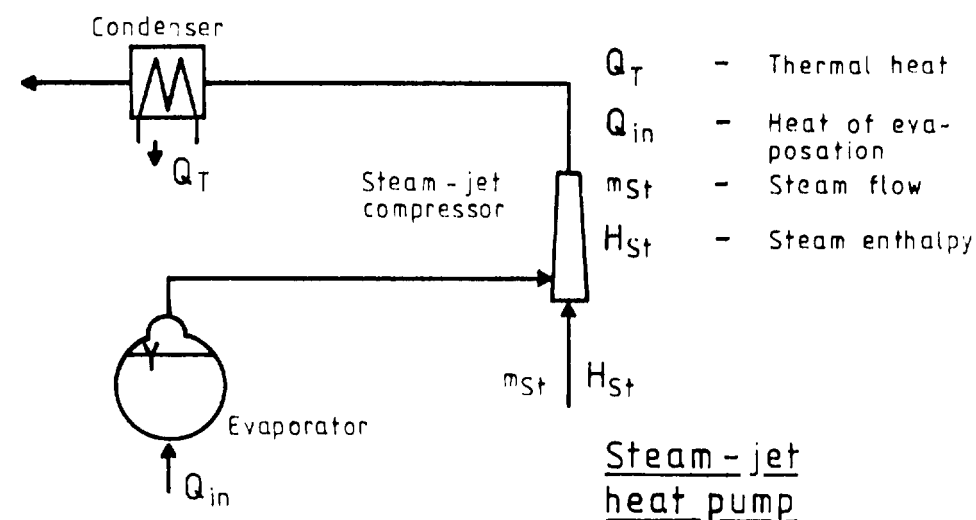 Condenser
Q_T - Thermal heat
Q_in - Heat of eva-
posation
m_St - Steam flow
H_St - Steam enthalpy
Q_T
Steam-jet
compressor
m_St H_St
Evaporator
Q_in
Steam-jet
heat pump